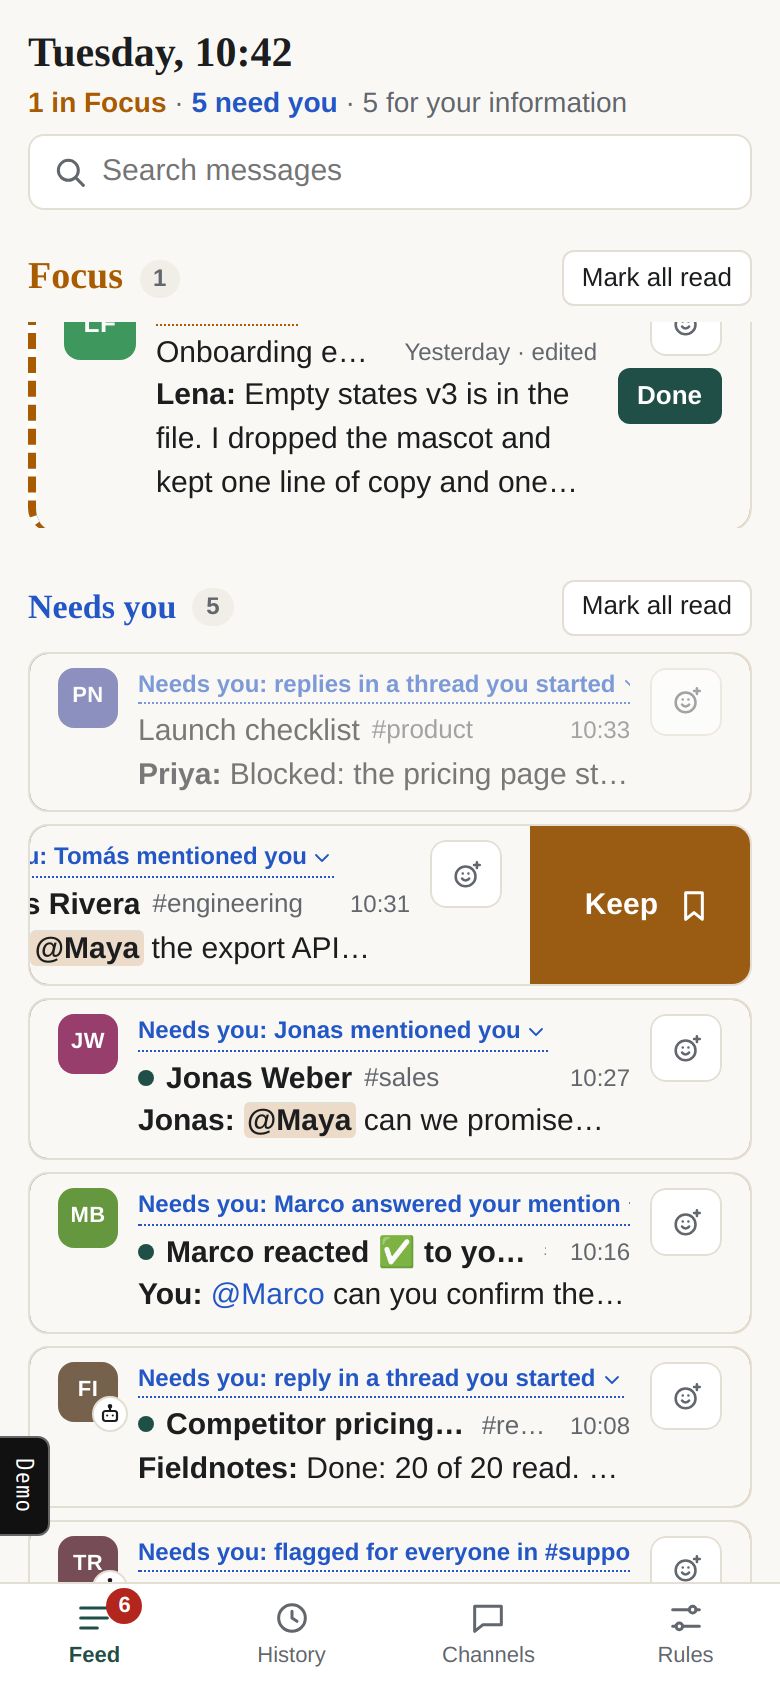 Tuesday, 10:42
1 in Focus · 5 need you · 5 for your information
Search messages
Focus 1 Mark all read
LF
Onboarding e… Yesterday · edited
Lena: Empty states v3 is in the
file. I dropped the mascot and
kept one line of copy and one…
Done
Needs you 5 Mark all read
PN
Needs you: replies in a thread you started
Launch checklist #product 10:33
Priya: Blocked: the pricing page st…
u: Tomás mentioned you
s Rivera #engineering 10:31
@Maya the export API…
Keep
JW
Needs you: Jonas mentioned you
Jonas Weber #sales 10:27
Jonas: @Maya can we promise…
MB
Needs you: Marco answered your mention
Marco reacted ✅ to yo… 10:16
You: @Marco can you confirm the…
FI
Needs you: reply in a thread you started
Competitor pricing… #re… 10:08
Fieldnotes: Done: 20 of 20 read. …
Demo
TR
Needs you: flagged for everyone in #suppo
6
Feed History Channels Rules